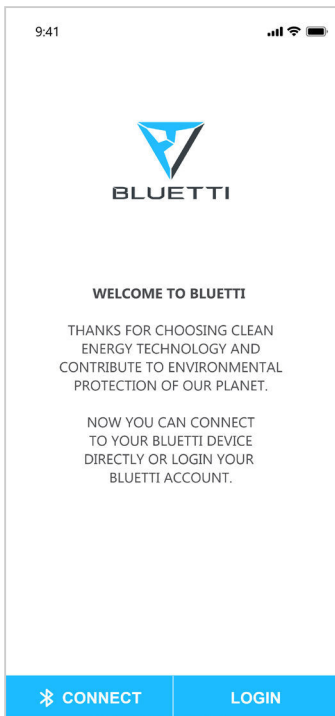 9:41
BLUETTI
WELCOME TO BLUETTI
THANKS FOR CHOOSING CLEAN
ENERGY TECHNOLOGY AND
CONTRIBUTE TO ENVIRONMENTAL
PROTECTION OF OUR PLANET.
NOW YOU CAN CONNECT
TO YOUR BLUETTI DEVICE
DIRECTLY OR LOGIN YOUR
BLUETTI ACCOUNT.
CONNECT
LOGIN